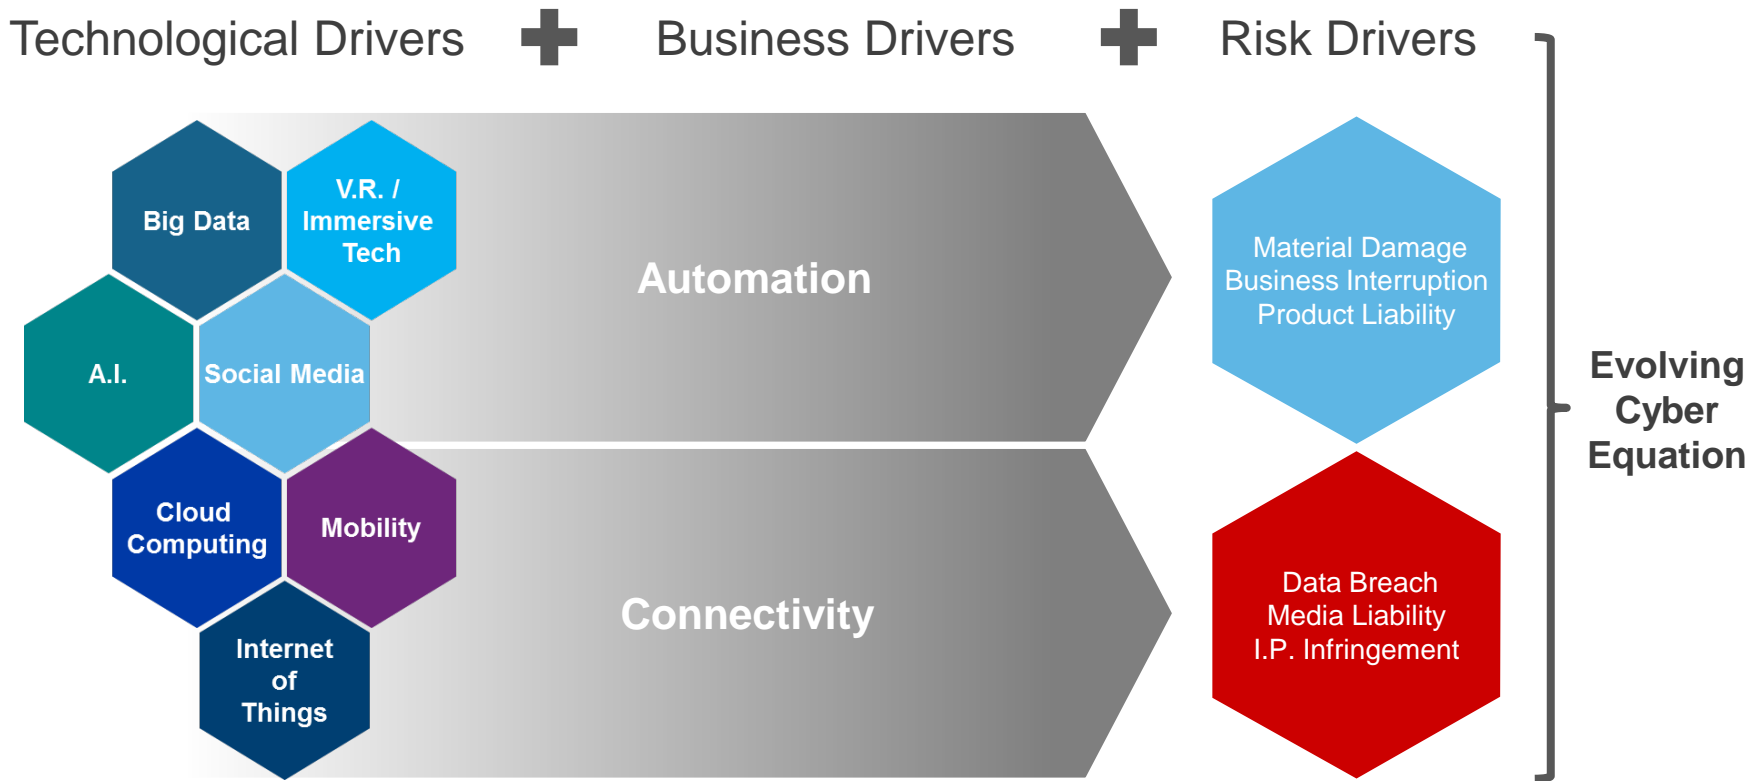 Technological Drivers
Business Drivers
Risk Drivers
Big Data
V.R. /
Immersive
Tech
A.I.
Social Media
Cloud
Computing
Mobility
Internet
of
Things
Automation
Connectivity
Material Damage
Business Interruption
Product Liability
Data Breach
Media Liability
I.P. Infringement
Evolving
Cyber
Equation